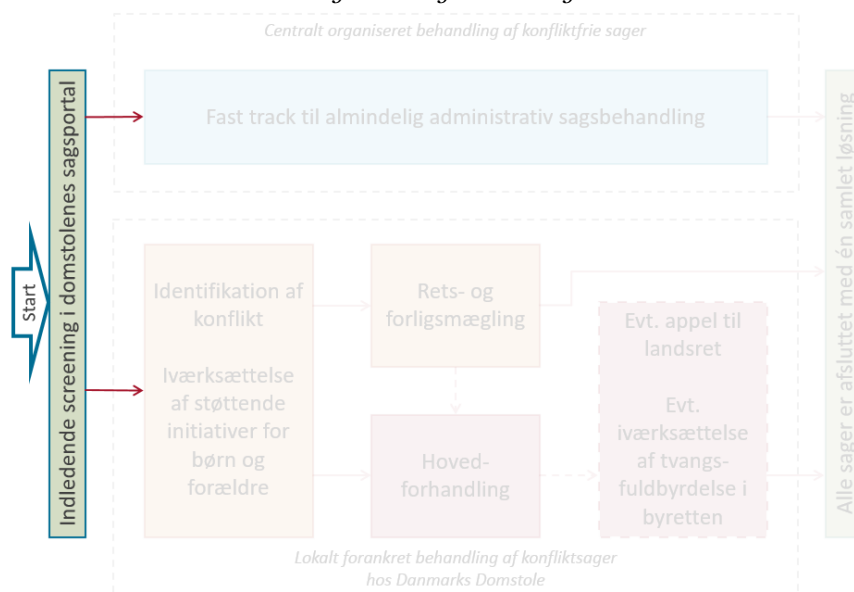 Centralt organiseret behandling af konfliktfrie sager
Indledende screening i domstolenes sagsportal
Fast track til almindelig administrativ sagsbehandling
Start
Identifikation af
konflikt
Iværksættelse
af støttende
initiativer for
børn og
forældre
Rets- og
forligsmægling
Hoved-
forhandling
Evt. appel til
landsret
Evt.
iværksættelse
af tvangs-
fuldbyrdelse i
byretten
Alle sager er afsluttet med én samlet løsning
Lokalt forankret behandling af konfliktsager
hos Danmarks Domstole